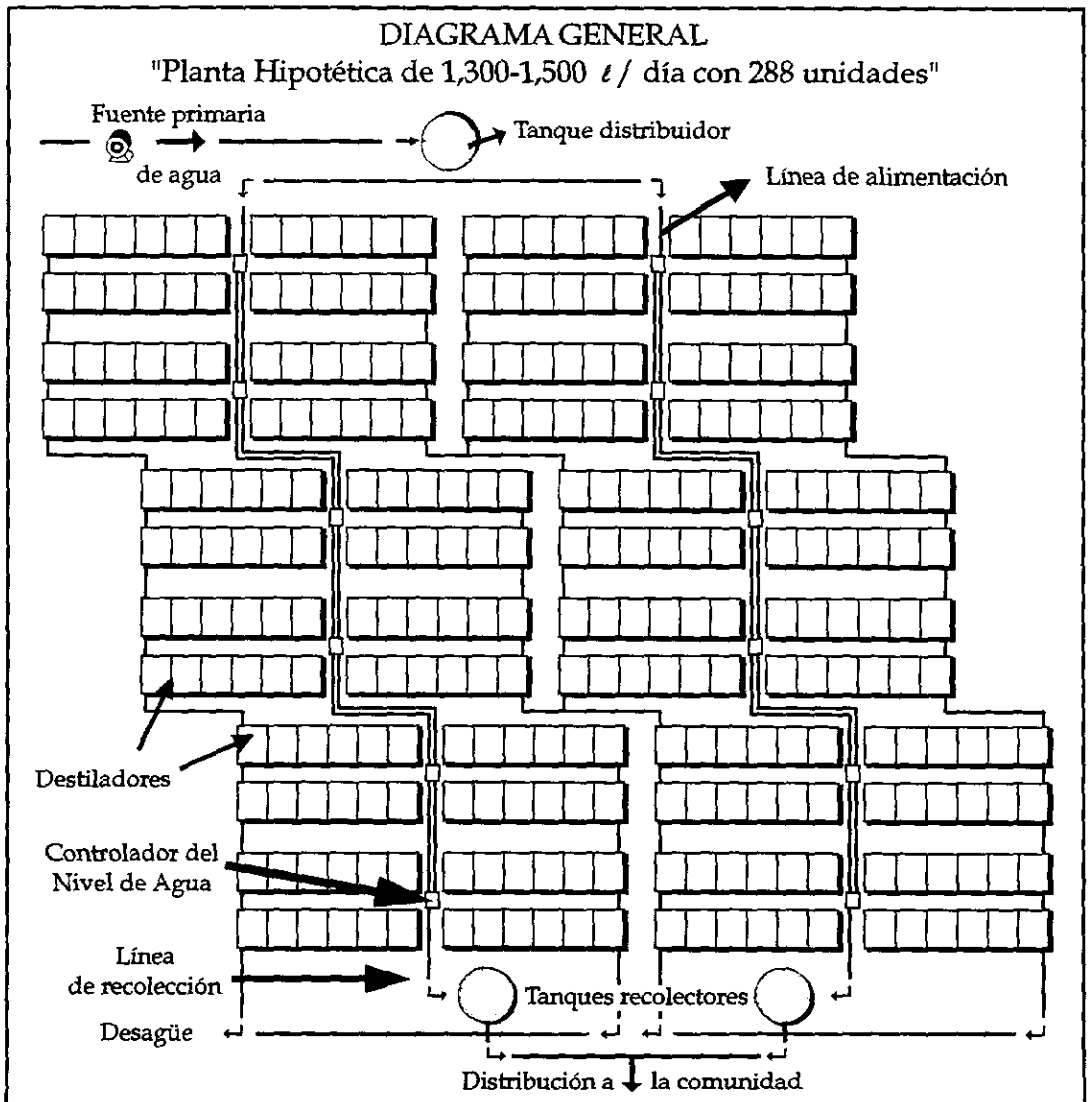 DIAGRAMA GENERAL
"Planta Hipotética de 1,300-1,500 ℓ / día con 288 unidades"
Fuente primaria
de agua
Tanque distribuidor
Línea de alimentación
Destiladores
Controlador del
Nivel de Agua
Línea
de recolección
Tanques recolectores
Desagüe
Distribución a la comunidad